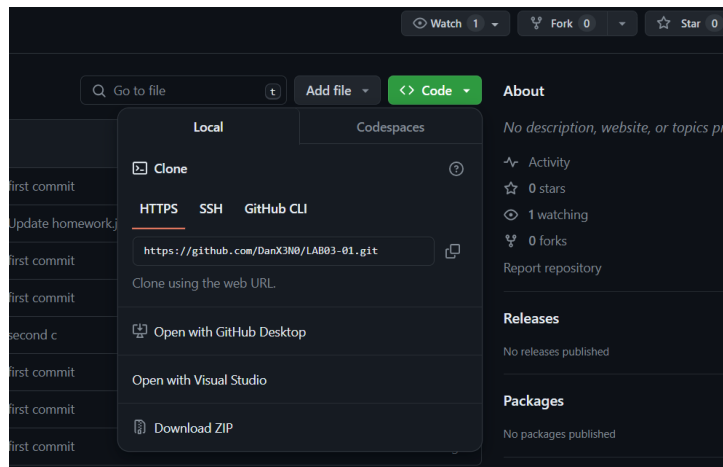 Watch 1
Fork 0
Star 0
Go to file
t
Add file
<> Code
About
Local
Codespaces
No description, website, or topics pr
Clone
Activity
first commit
0 stars
HTTPS SSH GitHub CLI
Update homework.j
1 watching
https://github.com/DanX3N0/LAB03-01.git
0 forks
first commit
Report repository
Clone using the web URL.
first commit
Releases
second c
Open with GitHub Desktop
No releases published
first commit
Open with Visual Studio
Packages
first commit
Download ZIP
No packages published
first commit